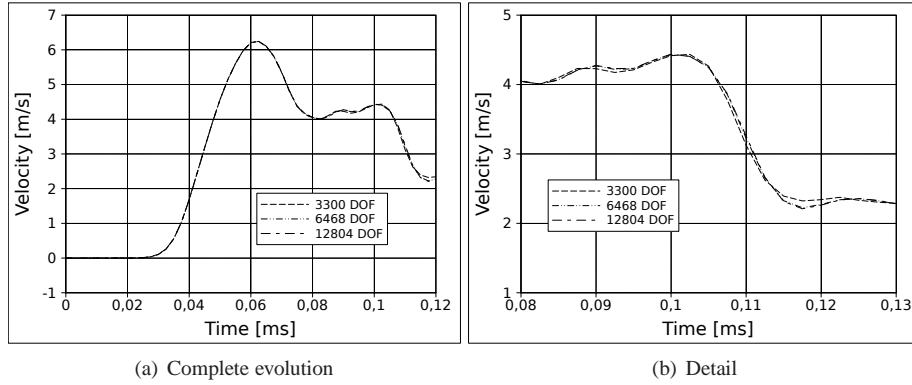 7
6
5
4
3
2
1
0
-1
Velocity [m/s]
3300 DOF
6468 DOF
12804 DOF
0
0,02
0,04
0,06
0,08
0,1
0,12
Time [ms]
(a) Complete evolution
5
4
3
2
1
Velocity [m/s]
3300 DOF
6468 DOF
12804 DOF
0,08
0,09
0,1
0,11
0,12
0,13
Time [ms]
(b) Detail